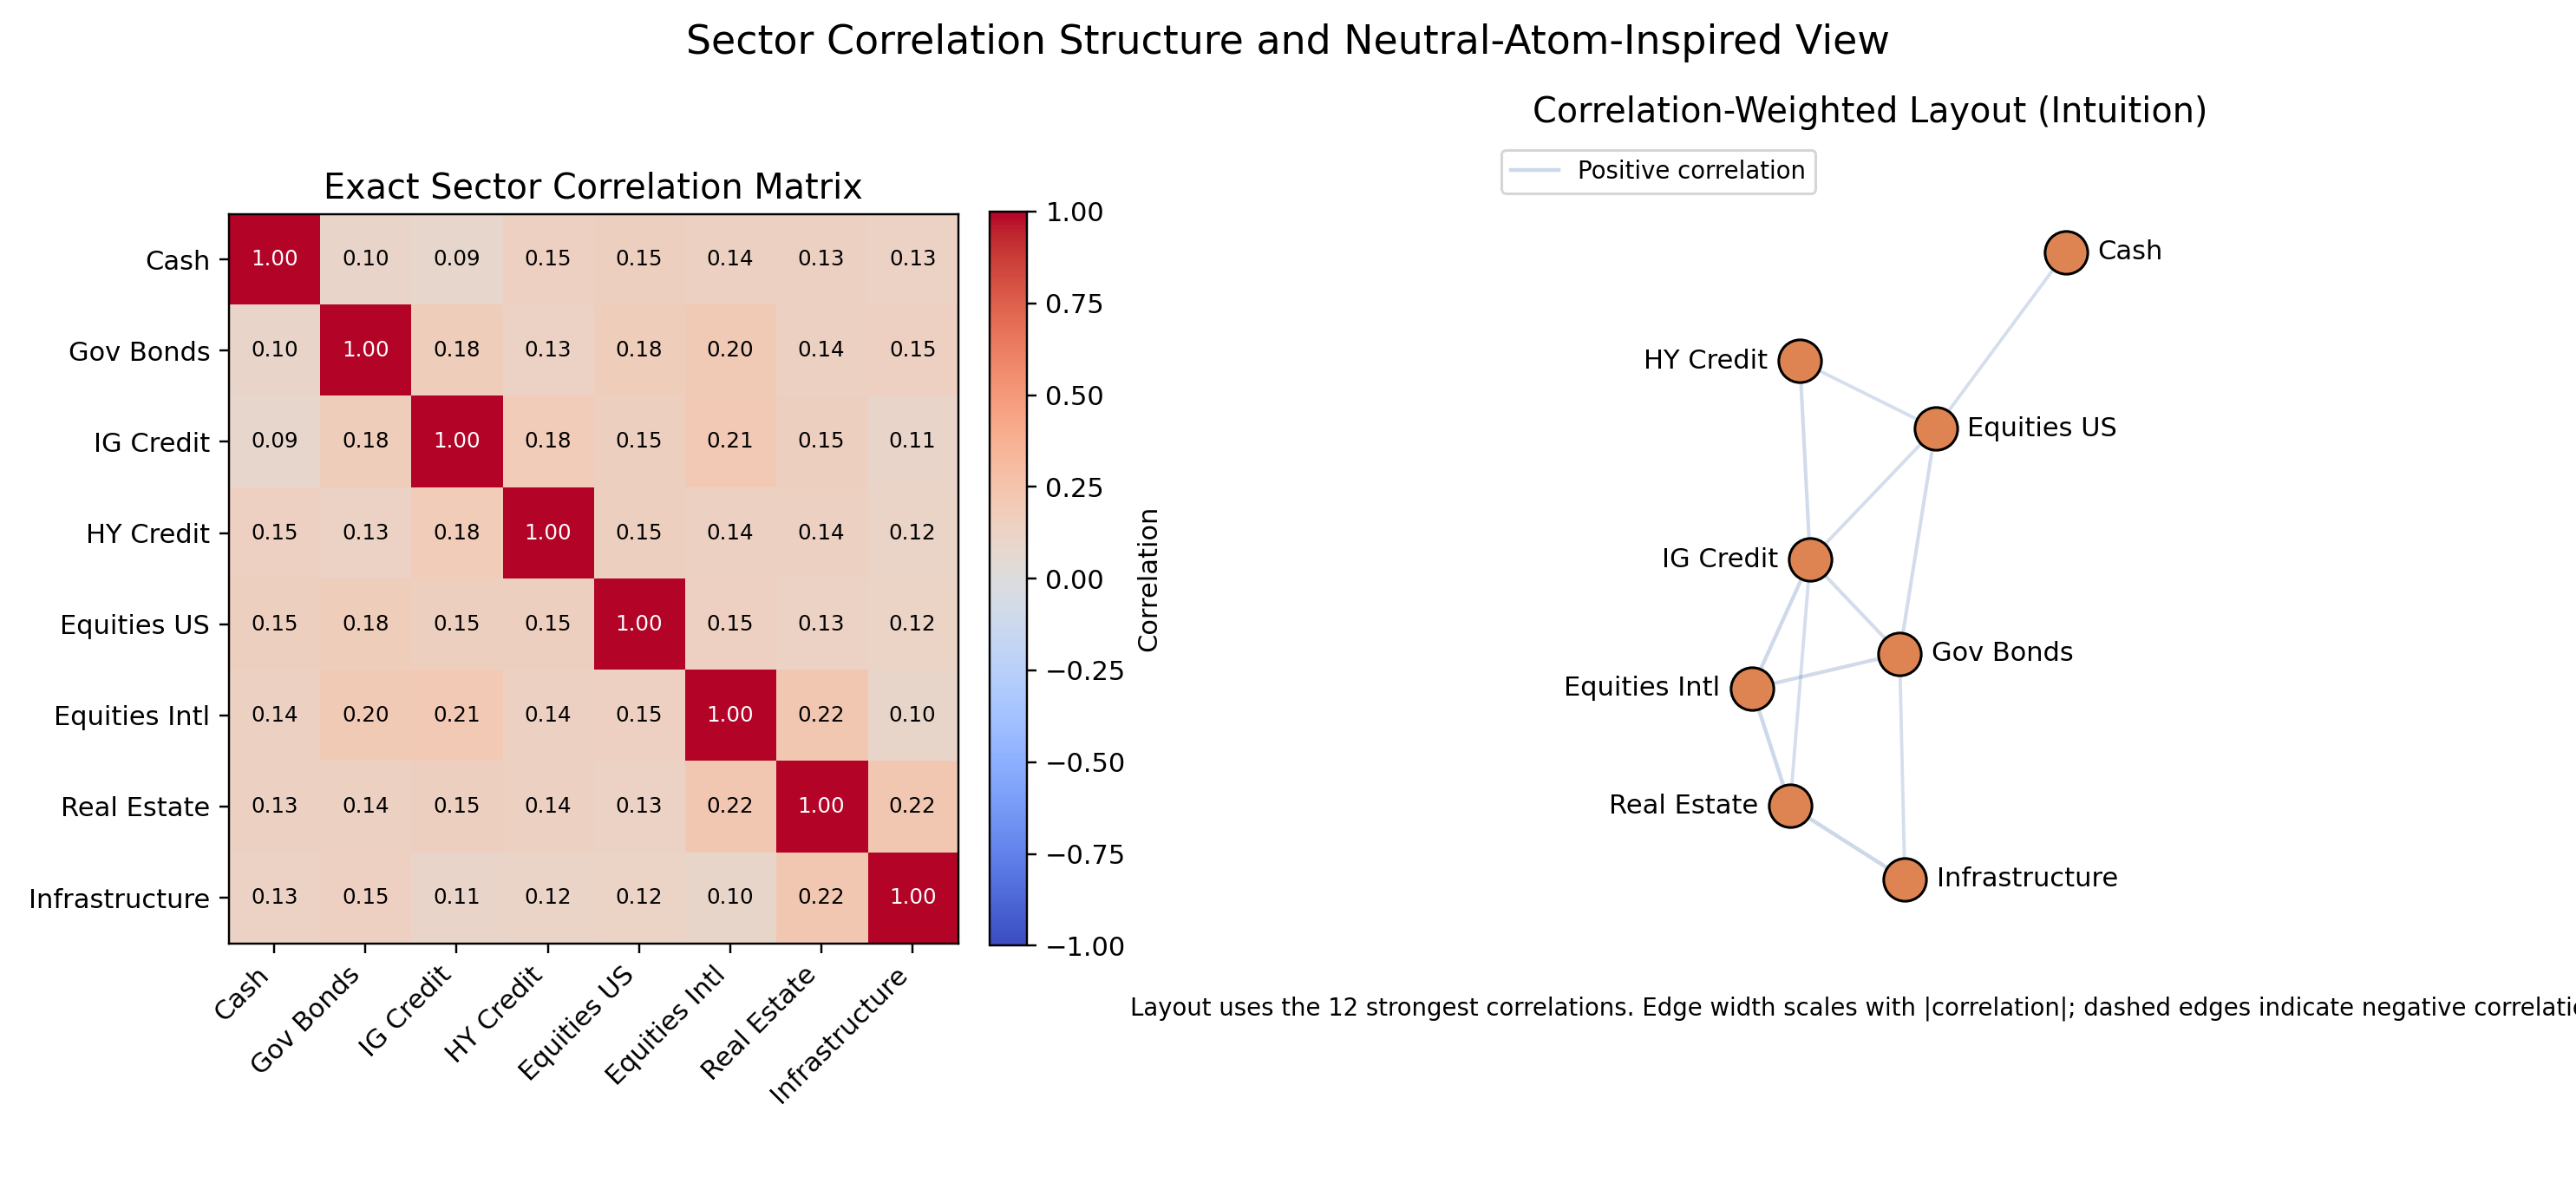 Sector Correlation Structure and Neutral-Atom-Inspired View
Exact Sector Correlation Matrix
Cash 1.00 0.10 0.09 0.15 0.15 0.14 0.13 0.13
Gov Bonds 0.10 1.00 0.18 0.13 0.18 0.20 0.14 0.15
IG Credit 0.09 0.18 1.00 0.18 0.15 0.21 0.15 0.11
HY Credit 0.15 0.13 0.18 1.00 0.15 0.14 0.14 0.12
Equities US 0.15 0.18 0.15 0.15 1.00 0.15 0.13 0.12
Equities Intl 0.14 0.20 0.21 0.14 0.15 1.00 0.22 0.10
Real Estate 0.13 0.14 0.15 0.14 0.13 0.22 1.00 0.22
Infrastructure 0.13 0.15 0.11 0.12 0.12 0.10 0.22 1.00
Cash Gov Bonds IG Credit HY Credit Equities US Equities Intl Real Estate Infrastructure
1.00
0.75
0.50
0.25
0.00
−0.25
−0.50
−0.75
−1.00
Correlation
Correlation-Weighted Layout (Intuition)
Positive correlation
Cash
HY Credit
Equities US
IG Credit
Gov Bonds
Equities Intl
Real Estate
Infrastructure
Layout uses the 12 strongest correlations. Edge width scales with |correlation|; dashed edges indicate negative